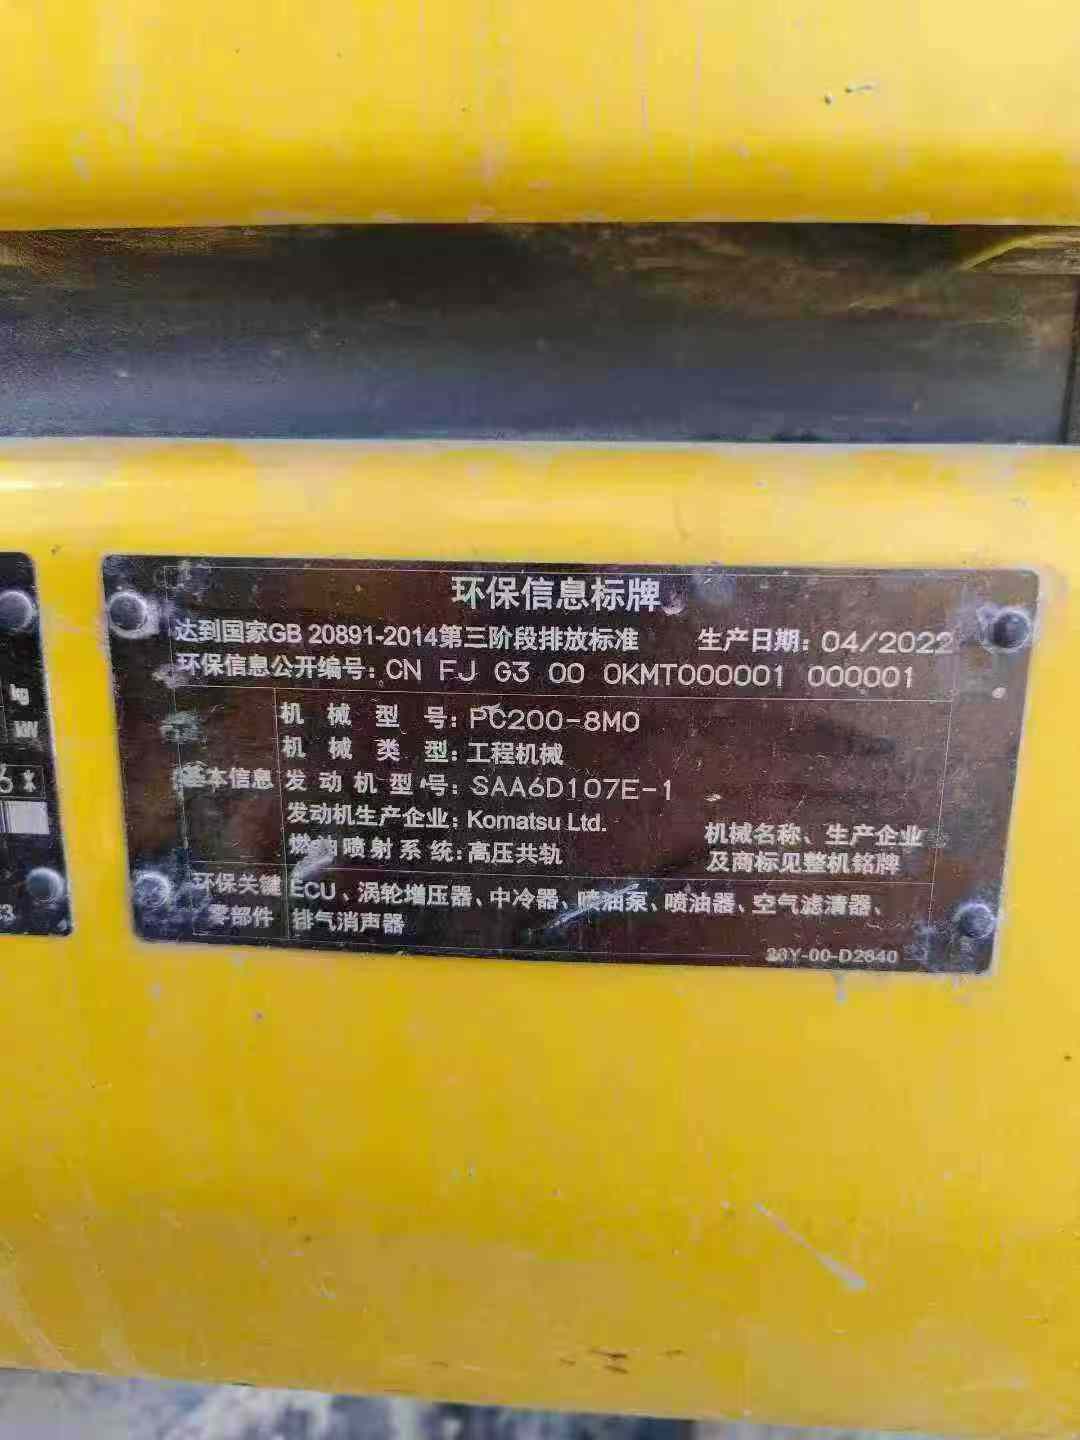 环保信息标牌
达到国家GB 20891-2014第三阶段排放标准 生产日期: 04/2022
环保信息公开编号: CN FJ G3 00 0KMT000001 000001
基本信息
机械型号: PC200-8M0
机械类型: 工程机械
发动机型号: SAA6D107E-1
发动机生产企业: Komatsu Ltd.
燃油喷射系统: 高压共轨
机械名称、生产企业
及商标见整机铭牌
环保关键
零部件
ECU、涡轮增压器、中冷器、喷油泵、喷油器、空气滤清器、
排气消声器
20Y-00-D2640
kg
kW